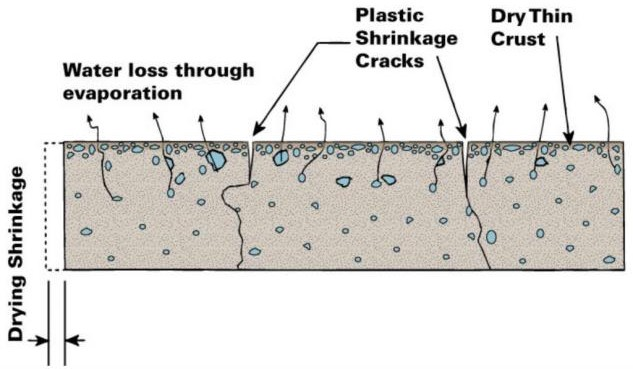 Plastic
Shrinkage
Cracks
Dry Thin
Crust
Water loss through
evaporation
Drying Shrinkage